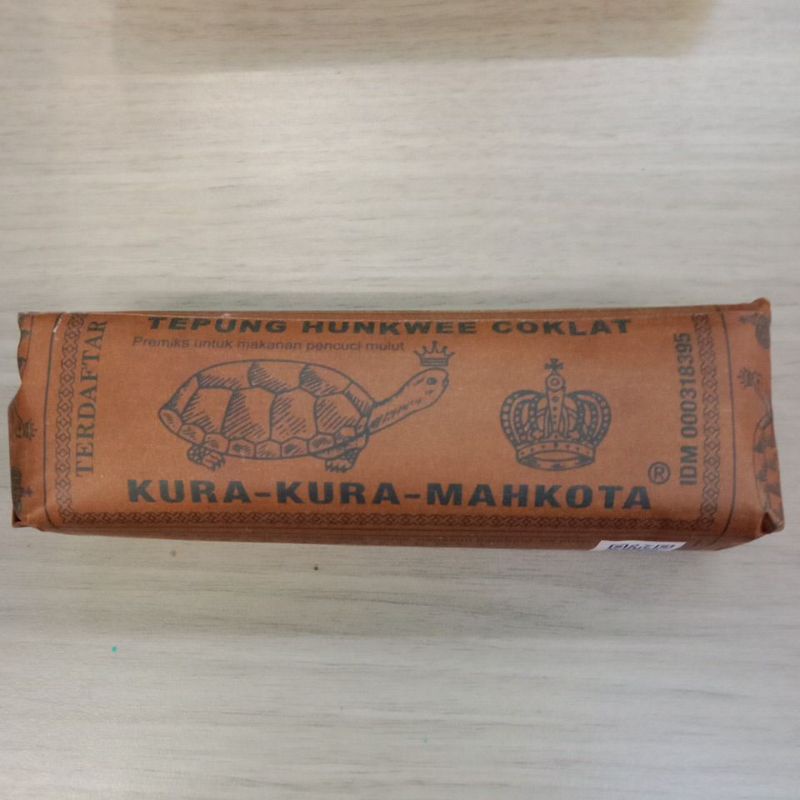 TEPUNG HUNKWEE COKLAT
Premiks untuk makanan pencuci mulut
TERDAFTAR
IDM 000318395
KURA-KURA-MAHKOTA ®